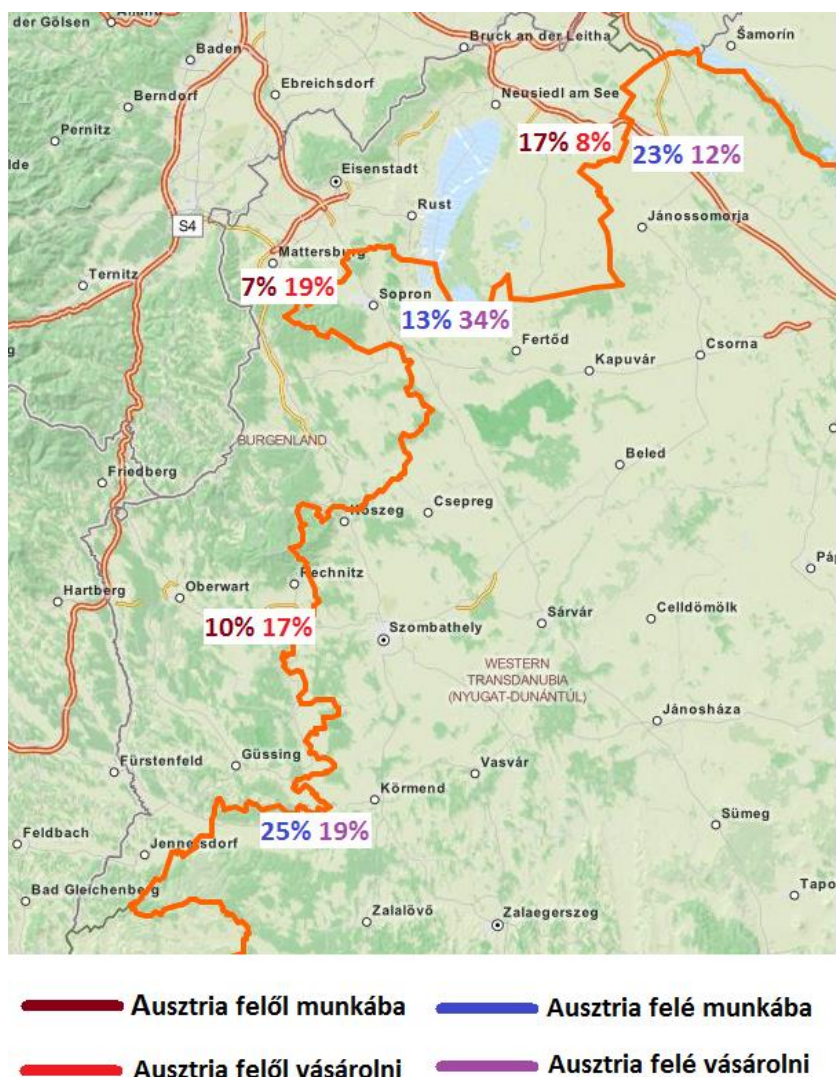 der Gölsen
Baden
Bruck an der Leitha
Šamorín
Berndorf
Ebreichsdorf
Neusiedl am See
Pernitz
17% 8%
23% 12%
Eisenstadt
Rust
Jánossomorja
S4
Mattersburg
Ternitz
7% 19%
Sopron
13% 34%
Fertőd
Kapuvár
Csorna
BURGENLAND
Beled
Friedberg
Csepreg
Kőszeg
Rechnitz
Hartberg
Oberwart
10% 17%
Szombathely
Sárvár
Celldömölk
WESTERN
TRANSDANUBIA
(NYUGAT-DUNÁNTÚL)
Jánosháza
Fürstenfeld
Güssing
Vasvár
Körmend
Sümeg
25% 19%
Feldbach
Jennersdorf
Bad Gleichenberg
Zalalövő
Zalaegerszeg
Tapo
Ausztria felől munkába
Ausztria felé munkába
Ausztria felől vásárolni
Ausztria felé vásárolni